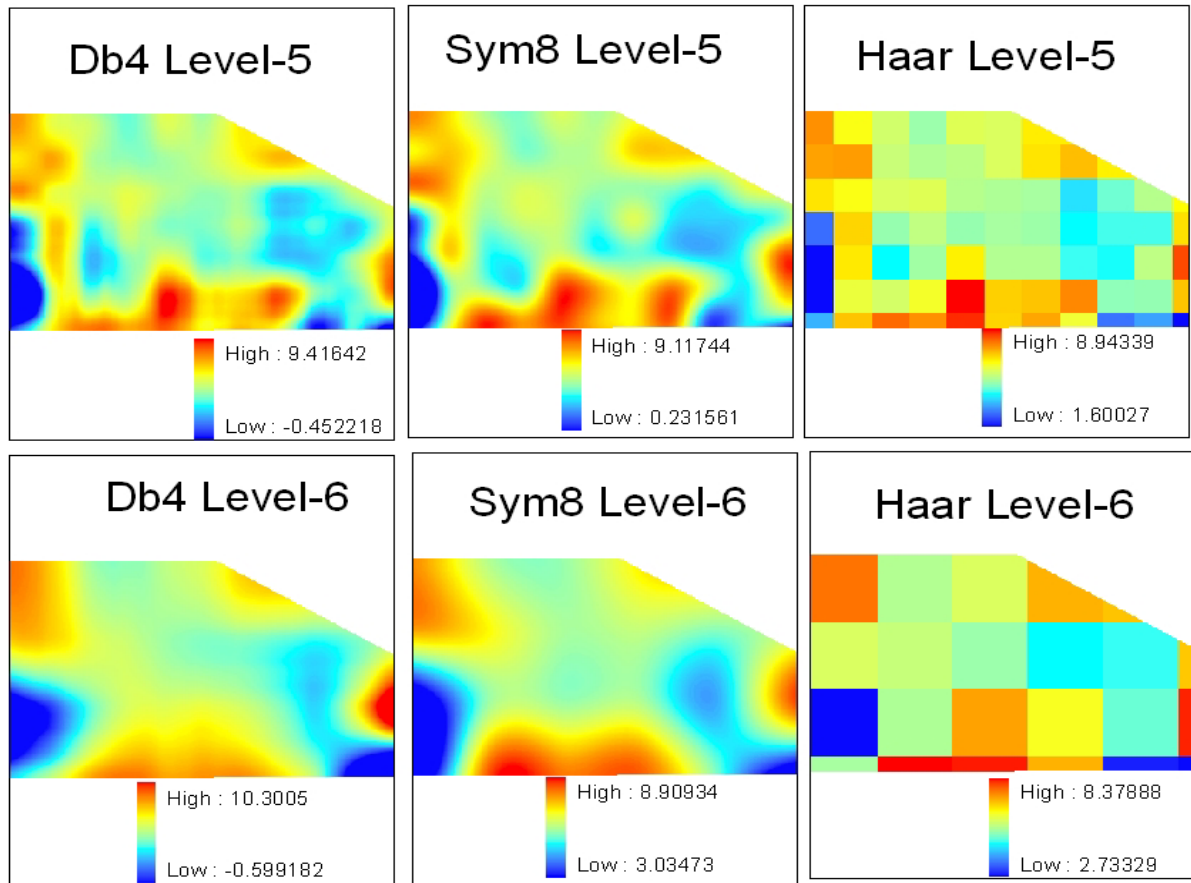 Db4 Level-5
High : 9.41642
Low : -0.452218
Sym8 Level-5
High : 9.11744
Low : 0.231561
Haar Level-5
High : 8.94339
Low : 1.60027
Db4 Level-6
High : 10.3005
Low : -0.599182
Sym8 Level-6
High : 8.90934
Low : 3.03473
Haar Level-6
High : 8.37888
Low : 2.73329